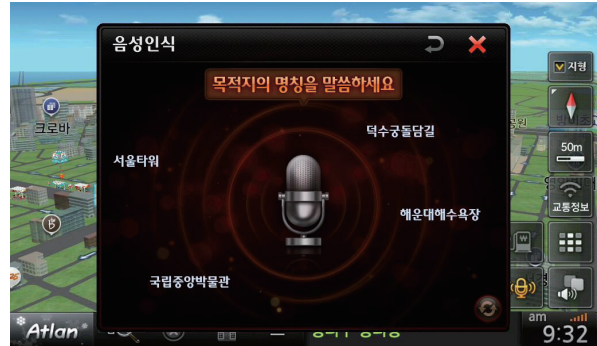 음성인식
목적지의 명칭을 말씀하세요
덕수궁돌담길
서울타워
해운대해수욕장
국립중앙박물관
크로바
지형
50m
교통정보
Atlan
am
9:32